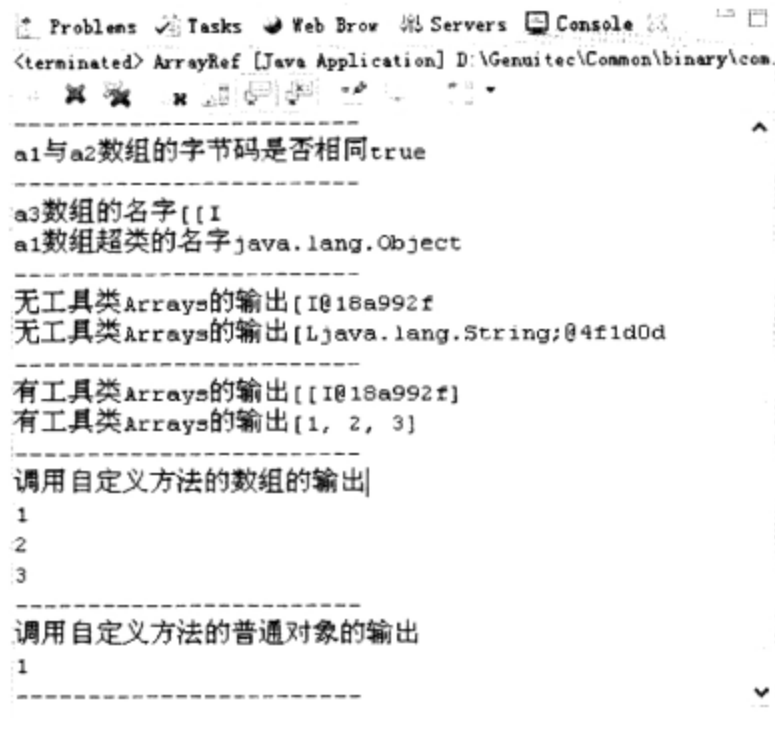 Problems Tasks Web Brow Servers Console
<terminated> ArrayRef [Java Application] D:\Genuitec\Common\binary\com.
------------------------
a1与a2数组的字节码是否相同true
------------------------
a3数组的名字[[I
a1数组超类的名字java.lang.Object
------------------------
无工具类Arrays的输出[I@18a992f
无工具类Arrays的输出[Ljava.lang.String;@4f1d0d
------------------------
有工具类Arrays的输出[[I@18a992f]
有工具类Arrays的输出[1, 2, 3]
------------------------
调用自定义方法的数组的输出
1
2
3
------------------------
调用自定义方法的普通对象的输出
1
------------------------